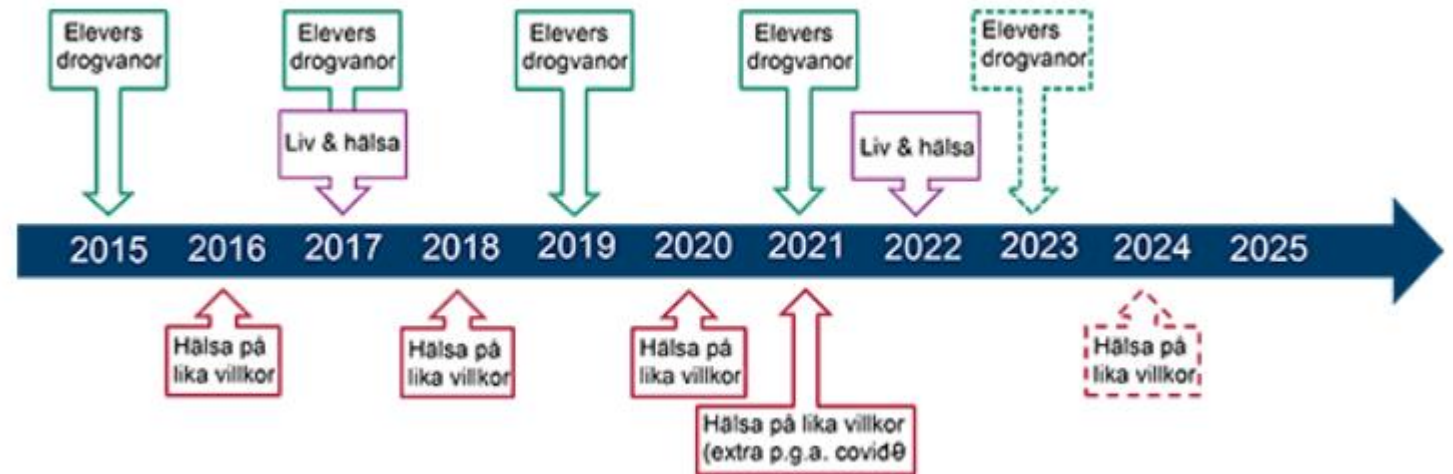 Elevers
drogvanor
Elevers
drogvanor
Elevers
drogvanor
Elevers
drogvanor
Elevers
drogvanor
Liv & hälsa
Liv & hälsa
2015 2016 2017 2018 2019 2020 2021 2022 2023 2024 2025
Hälsa på
lika villkor
Hälsa på
lika villkor
Hälsa på
lika villkor
Hälsa på
lika villkor
Hälsa på lika villkor
(extra p.g.a. covid